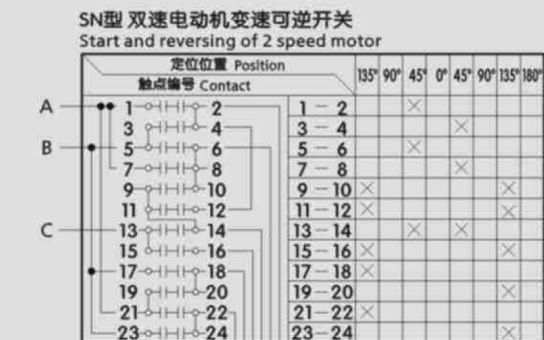 SN型 双速电动机变速可逆开关
Start and reversing of 2 speed motor
定位位置 Position
触点编号 Contact
135° 90° 45° 0° 45° 90° 135° 180°
A 1 2 1 — 2 ×
3 4 3 — 4 ×
B 5 6 5 — 6 ×
7 8 7 — 8 ×
9 10 9 — 10 × ×
11 12 11 — 12 × ×
C 13 14 13 — 14 × ×
15 16 15 — 16 × ×
17 18 17 — 18 ×
19 20 19 — 20 ×
21 22 21 — 22 ×
23 24 23 — 24 ×